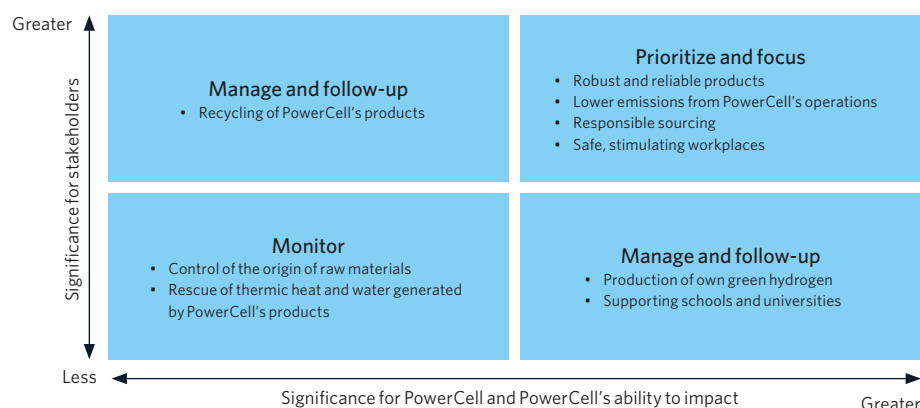 Greater
Significance for stakeholders
Manage and follow-up
• Recycling of PowerCell's products
Prioritize and focus
• Robust and reliable products
• Lower emissions from PowerCell's operations
• Responsible sourcing
• Safe, stimulating workplaces
Monitor
• Control of the origin of raw materials
• Rescue of thermic heat and water generated
by PowerCell's products
Manage and follow-up
• Production of own green hydrogen
• Supporting schools and universities
Less
Significance for PowerCell and PowerCell's ability to impact
Greater